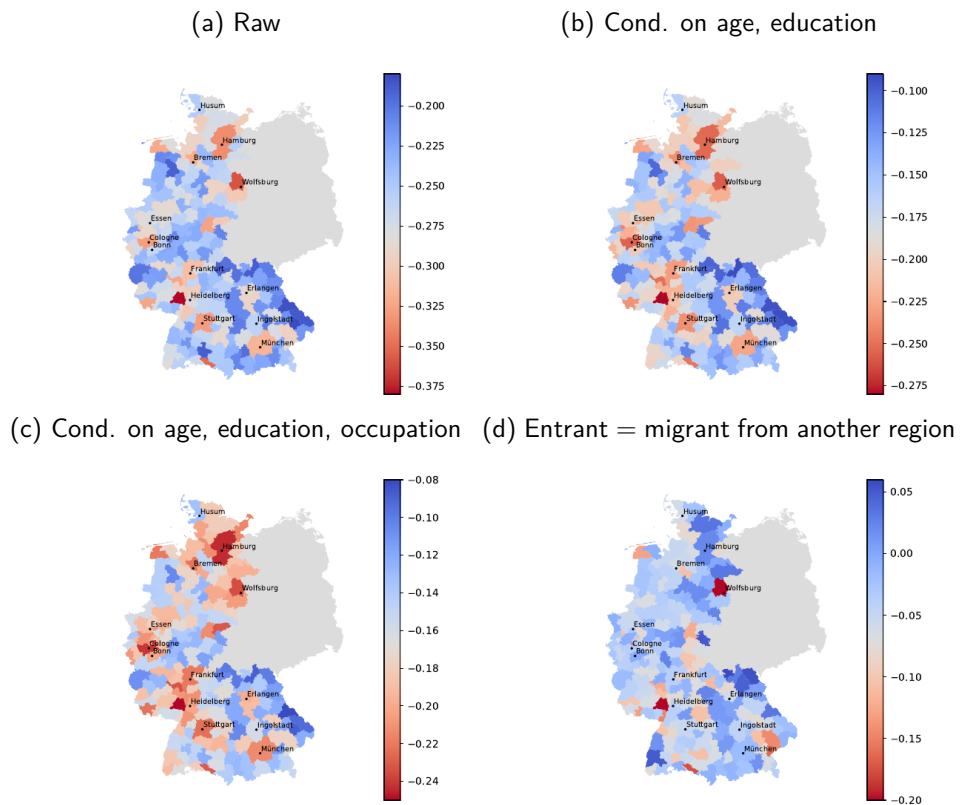 (a) Raw
(b) Cond. on age, education
Husum
Hamburg
Bremen
Wolfsburg
Essen
Cologne
Bonn
Frankfurt
Erlangen
Heidelberg
Stuttgart
Ingolstadt
München
−0.200
−0.225
−0.250
−0.275
−0.300
−0.325
−0.350
−0.375
Husum
Hamburg
Bremen
Wolfsburg
Essen
Cologne
Bonn
Frankfurt
Erlangen
Heidelberg
Stuttgart
Ingolstadt
München
−0.100
−0.125
−0.150
−0.175
−0.200
−0.225
−0.250
−0.275
(c) Cond. on age, education, occupation
(d) Entrant = migrant from another region
Husum
Hamburg
Bremen
Wolfsburg
Essen
Cologne
Bonn
Frankfurt
Erlangen
Heidelberg
Stuttgart
Ingolstadt
München
−0.08
−0.10
−0.12
−0.14
−0.16
−0.18
−0.20
−0.22
−0.24
Husum
Hamburg
Bremen
Wolfsburg
Essen
Cologne
Bonn
Frankfurt
Erlangen
Heidelberg
Stuttgart
Ingolstadt
München
0.05
0.00
−0.05
−0.10
−0.15
−0.20